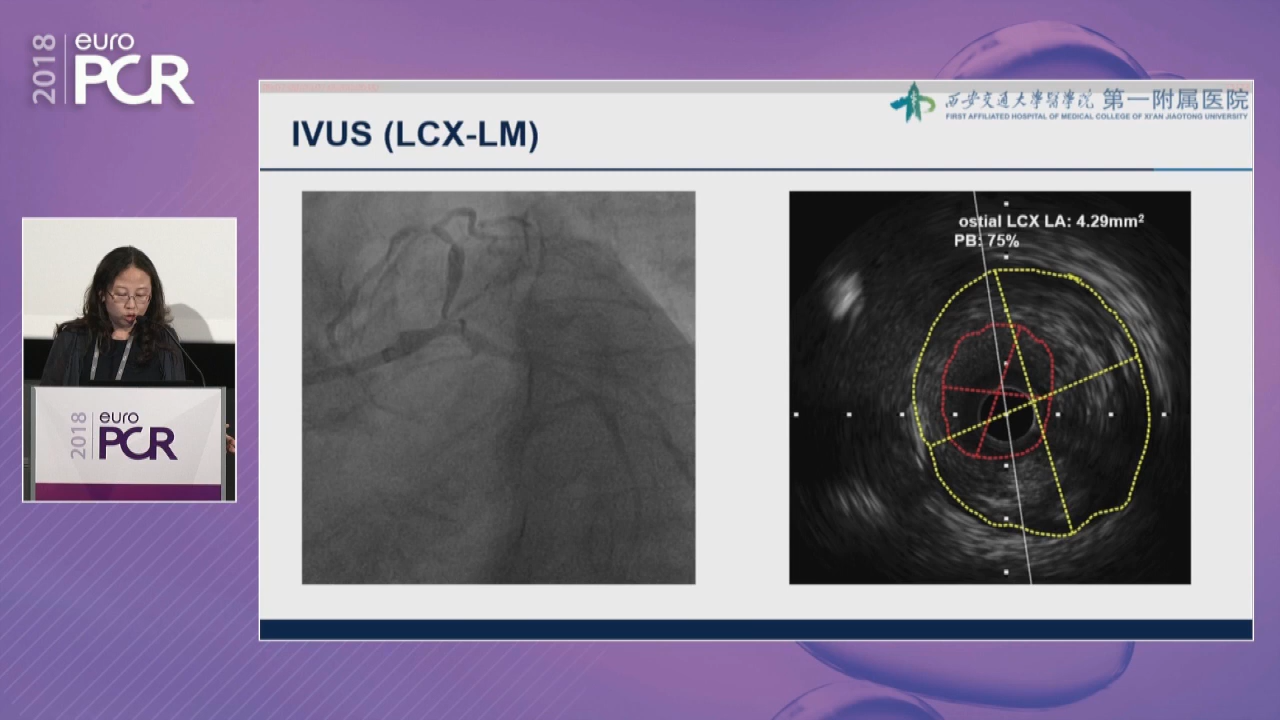 2018
euro
PCR
西安交通大學醫學院 第一附属医院
FIRST AFFILIATED HOSPITAL OF MEDICAL COLLEGE OF XI'AN JIAOTONG UNIVERSITY
IVUS (LCX-LM)
ostial LCX LA: 4.29mm²
PB: 75%
2018
euro
PCR